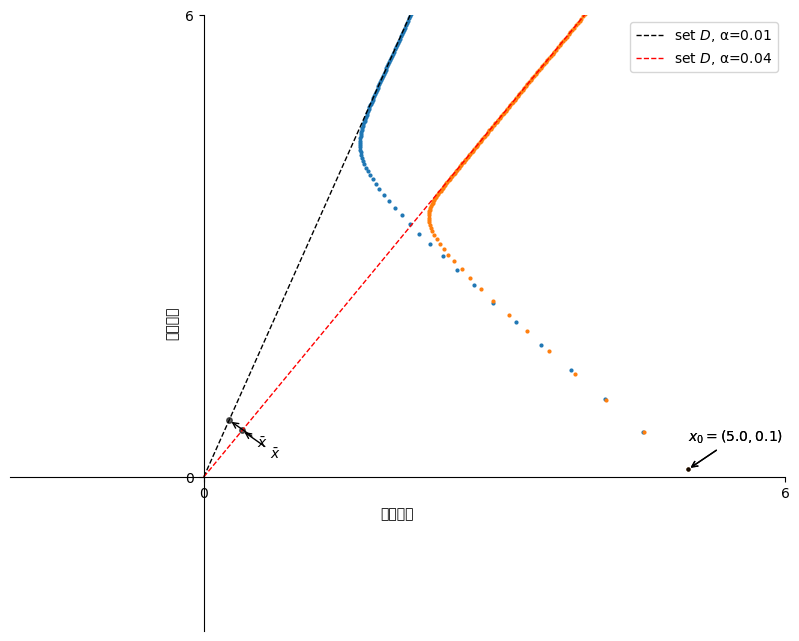 6
set D, α=0.01
set D, α=0.04
x̄
x̄
x₀ = (5.0, 0.1)
0
0
6